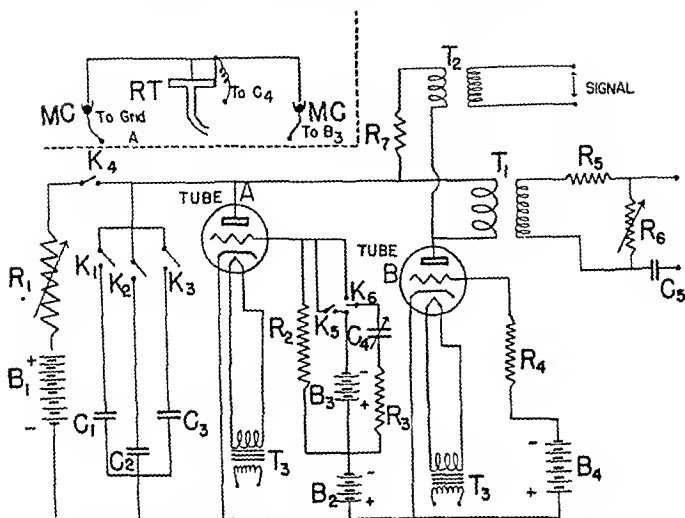 T2
SIGNAL
RT
MC
To Grid
A
To C4
MC
To B3
R7
K4
T1
R5
TUBE A
R6
R1
K1
K2
K3
TUBE
B
K6
K5
C4
C5
R2
R4
+
B1
-
B3
-
+
R3
C1
C2
C3
T3
B2
-
+
T3
-
B4
+